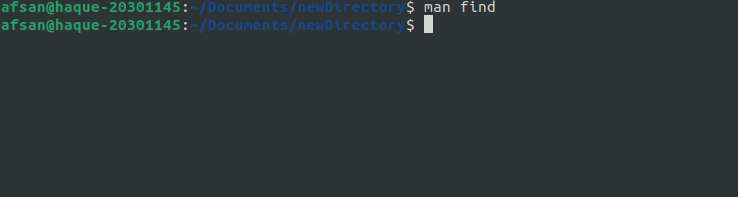 afsan@haque-20301145:~/Documents/newDirectory$ man find
afsan@haque-20301145:~/Documents/newDirectory$